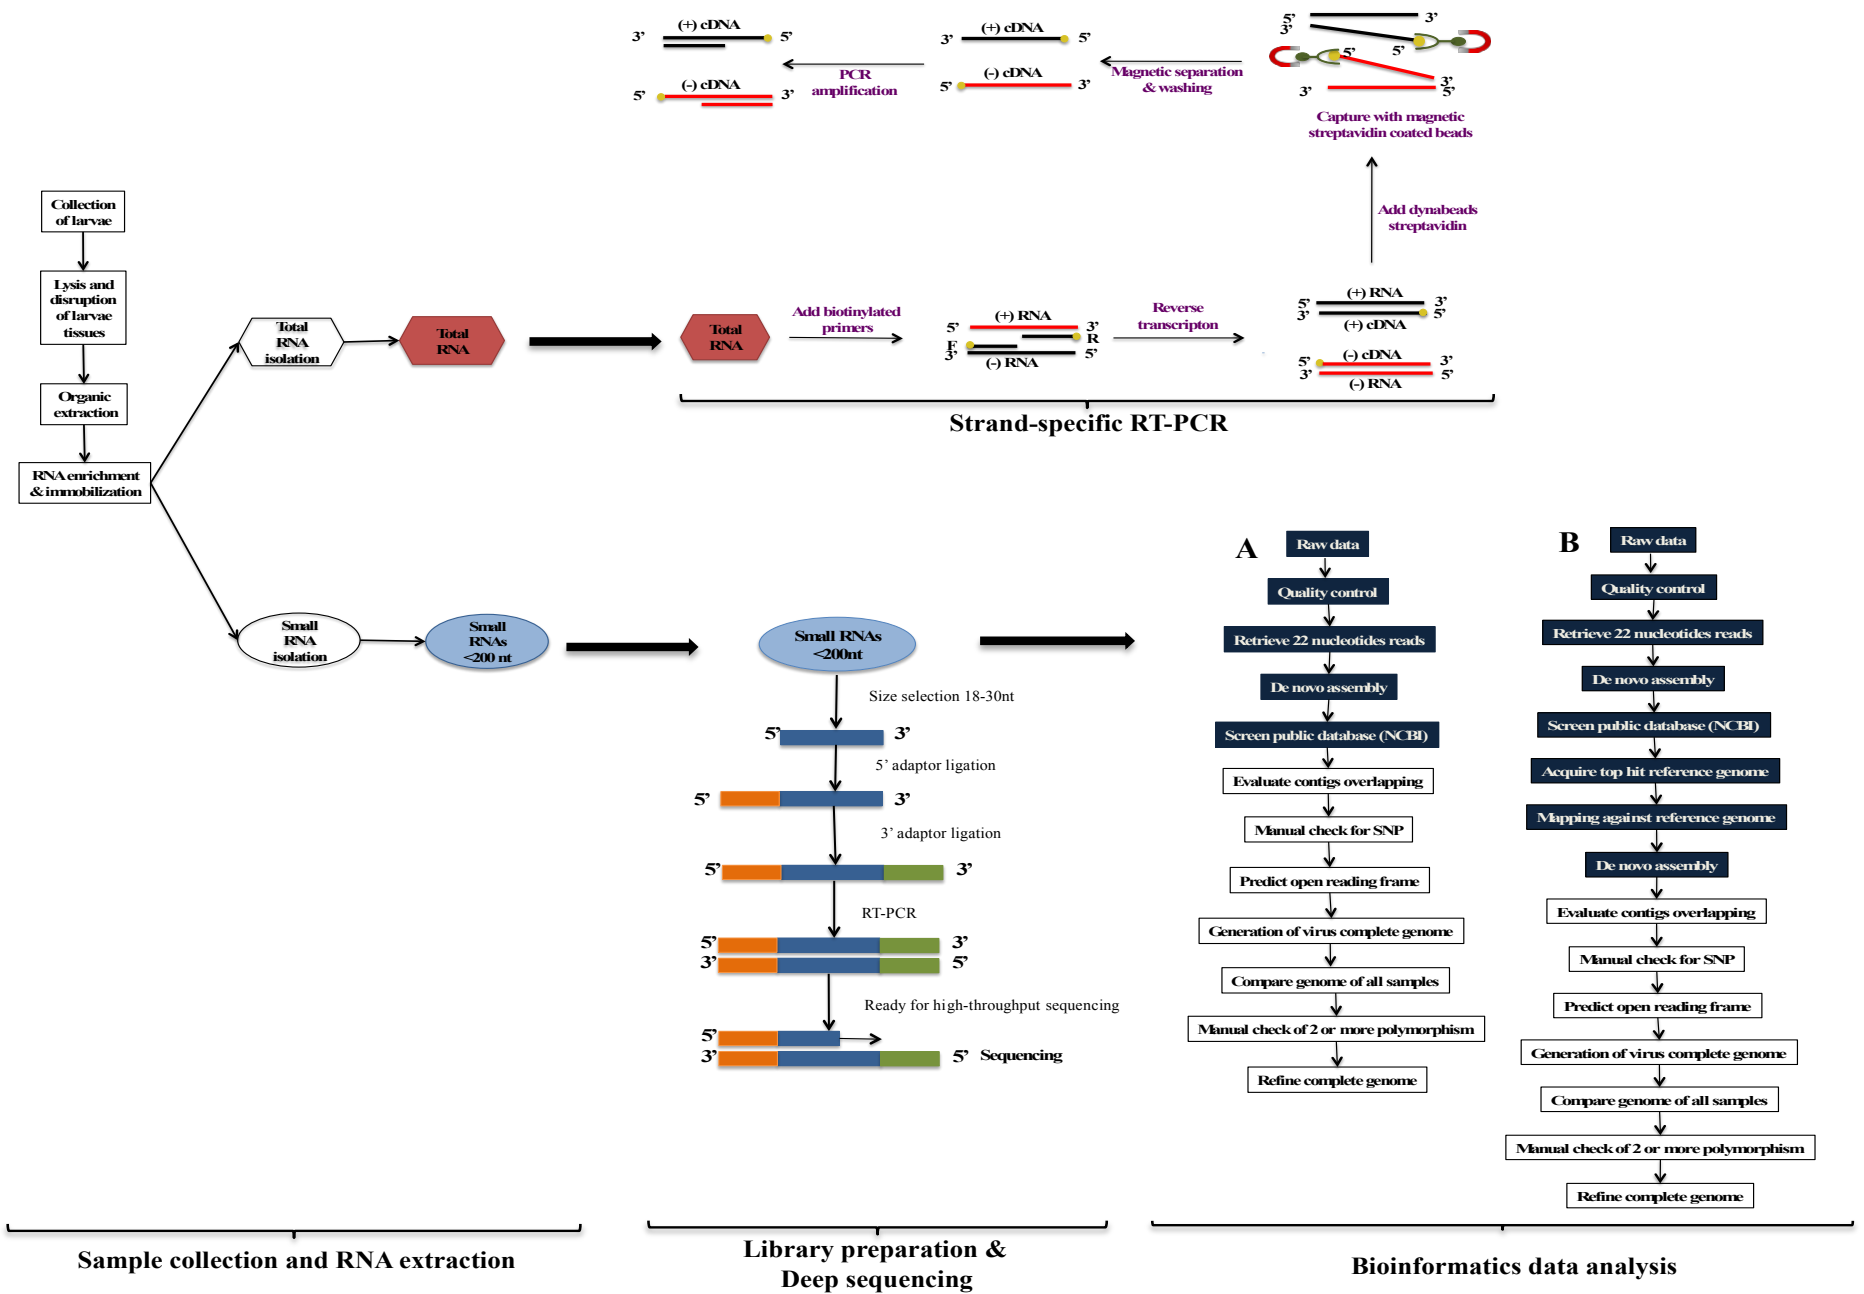 Collection
of larvae
Lysis and
disruption
of larvae
tissues
Organic
extraction
RNA enrichment
& immobilization
Total
RNA
isolation
Total
RNA
Small
RNA
isolation
Small
RNAs
<200 nt
Sample collection and RNA extraction
Total
RNA
Add biotinylated
primers
(+) RNA
5’ 3’
F R
3’ 5’
(-) RNA
Reverse
transcripton
(+) RNA
5’ 3’
3’ 5’
(+) cDNA
(-) cDNA
5’ 3’
3’ 5’
(-) RNA
Add dynabeads
streptavidin
5’ 3’
3’
5’
5’
3’
3’ 5’
Capture with magnetic
streptavidin coated beads
Magnetic separation
& washing
(+) cDNA
3’ 5’
(-) cDNA
5’ 3’
PCR
amplification
(+) cDNA
3’ 5’
(-) cDNA
5’ 3’
Strand-specific RT-PCR
Small RNAs
<200nt
Size selection 18-30nt
5’ 3’
5’ adaptor ligation
5’ 3’
3’ adaptor ligation
5’ 3’
RT-PCR
5’ 3’
3’ 5’
Ready for high-throughput sequencing
5’
3’ 5’ Sequencing
Library preparation &
Deep sequencing
A
Raw data
Quality control
Retrieve 22 nucleotides reads
De novo assembly
Screen public database (NCBI)
Evaluate contigs overlapping
Manual check for SNP
Predict open reading frame
Generation of virus complete genome
Compare genome of all samples
Manual check of 2 or more polymorphism
Refine complete genome
B
Raw data
Quality control
Retrieve 22 nucleotides reads
De novo assembly
Screen public database (NCBI)
Acquire top hit reference genome
Mapping against reference genome
De novo assembly
Evaluate contigs overlapping
Manual check for SNP
Predict open reading frame
Generation of virus complete genome
Compare genome of all samples
Manual check of 2 or more polymorphism
Refine complete genome
Bioinformatics data analysis